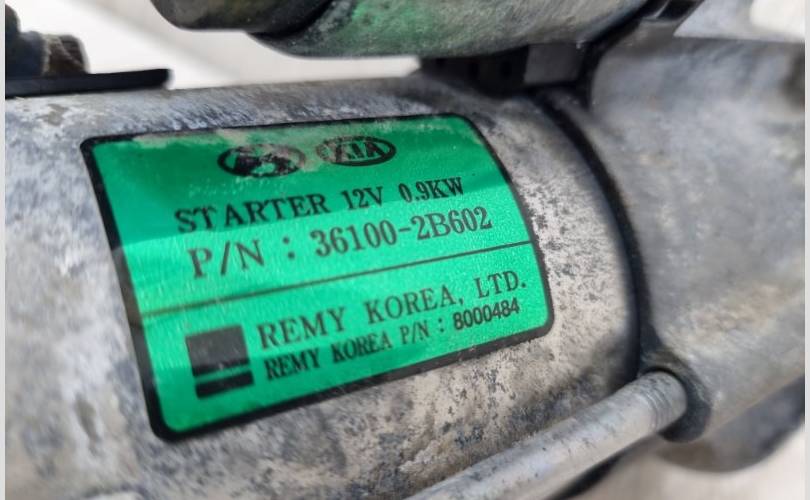 KIA
STARTER 12V 0.9KW
P/N : 36100-2B602
REMY KOREA, LTD.
REMY KOREA P/N : 8000484